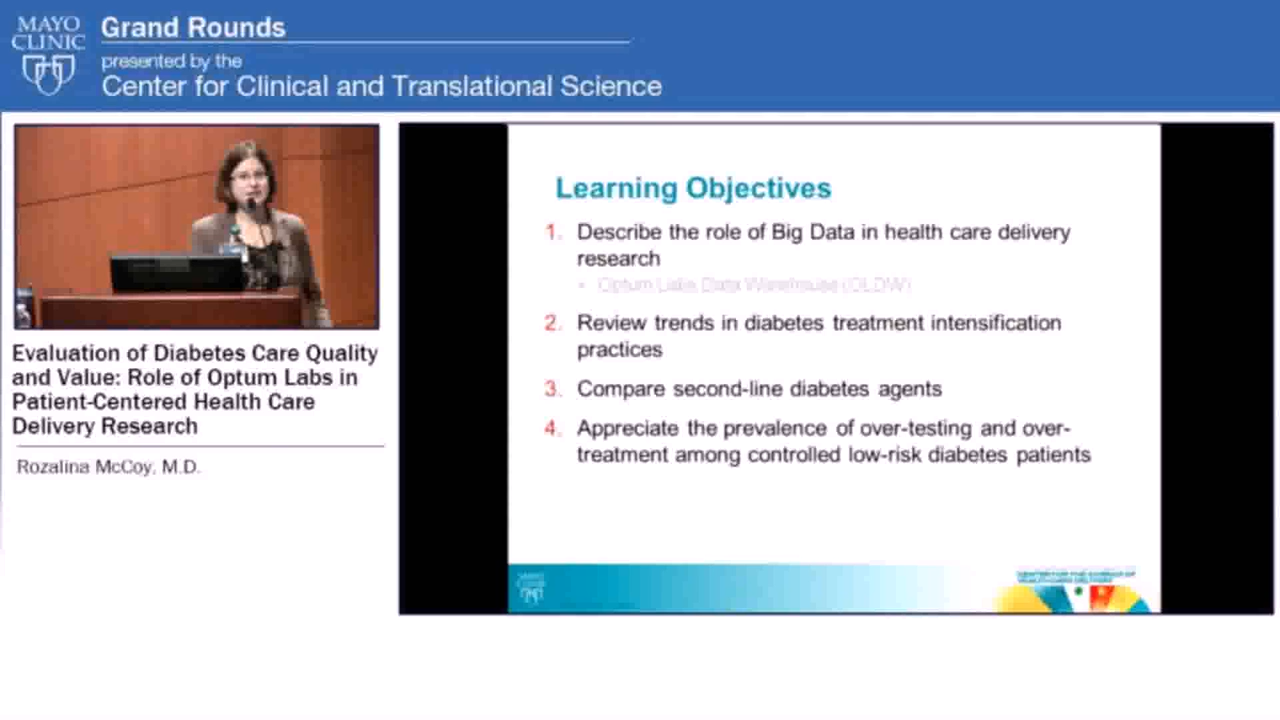 MAYO
CLINIC
Grand Rounds
presented by the
Center for Clinical and Translational Science
Evaluation of Diabetes Care Quality
and Value: Role of Optum Labs in
Patient-Centered Health Care
Delivery Research
Rozalina McCoy, M.D.
Learning Objectives
1. Describe the role of Big Data in health care delivery
research
• Optum Labs Data Warehouse (OLDW)
2. Review trends in diabetes treatment intensification
practices
3. Compare second-line diabetes agents
4. Appreciate the prevalence of over-testing and over-
treatment among controlled low-risk diabetes patients
MAYO
CLINIC